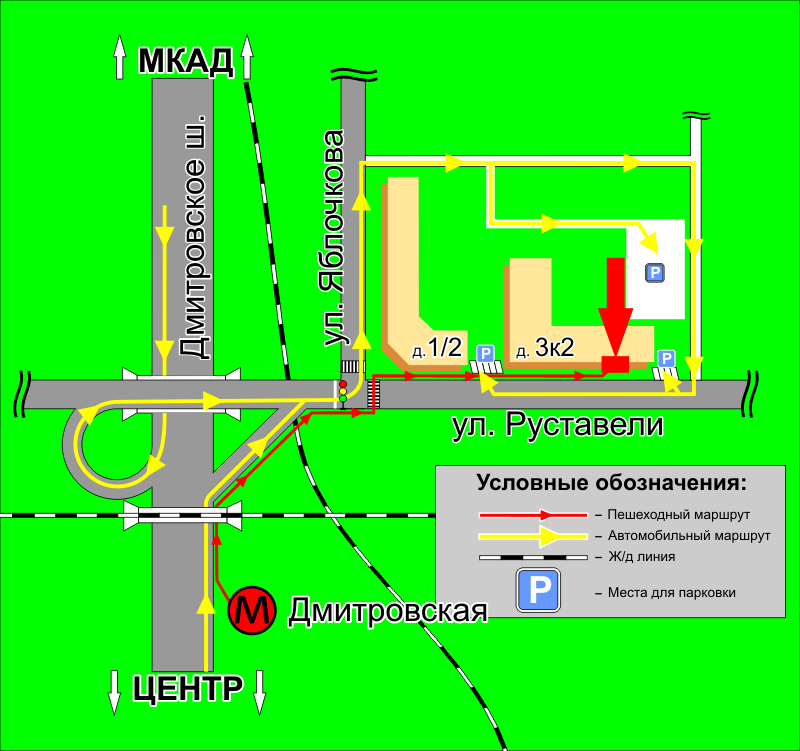 МКАД
Дмитровское ш.
ул. Яблочкова
P
д.1/2
д. 3к2
P
P
ул. Руставели
Условные обозначения:
– Пешеходный маршрут
– Автомобильный маршрут
– Ж/д линия
P – Места для парковки
М Дмитровская
ЦЕНТР